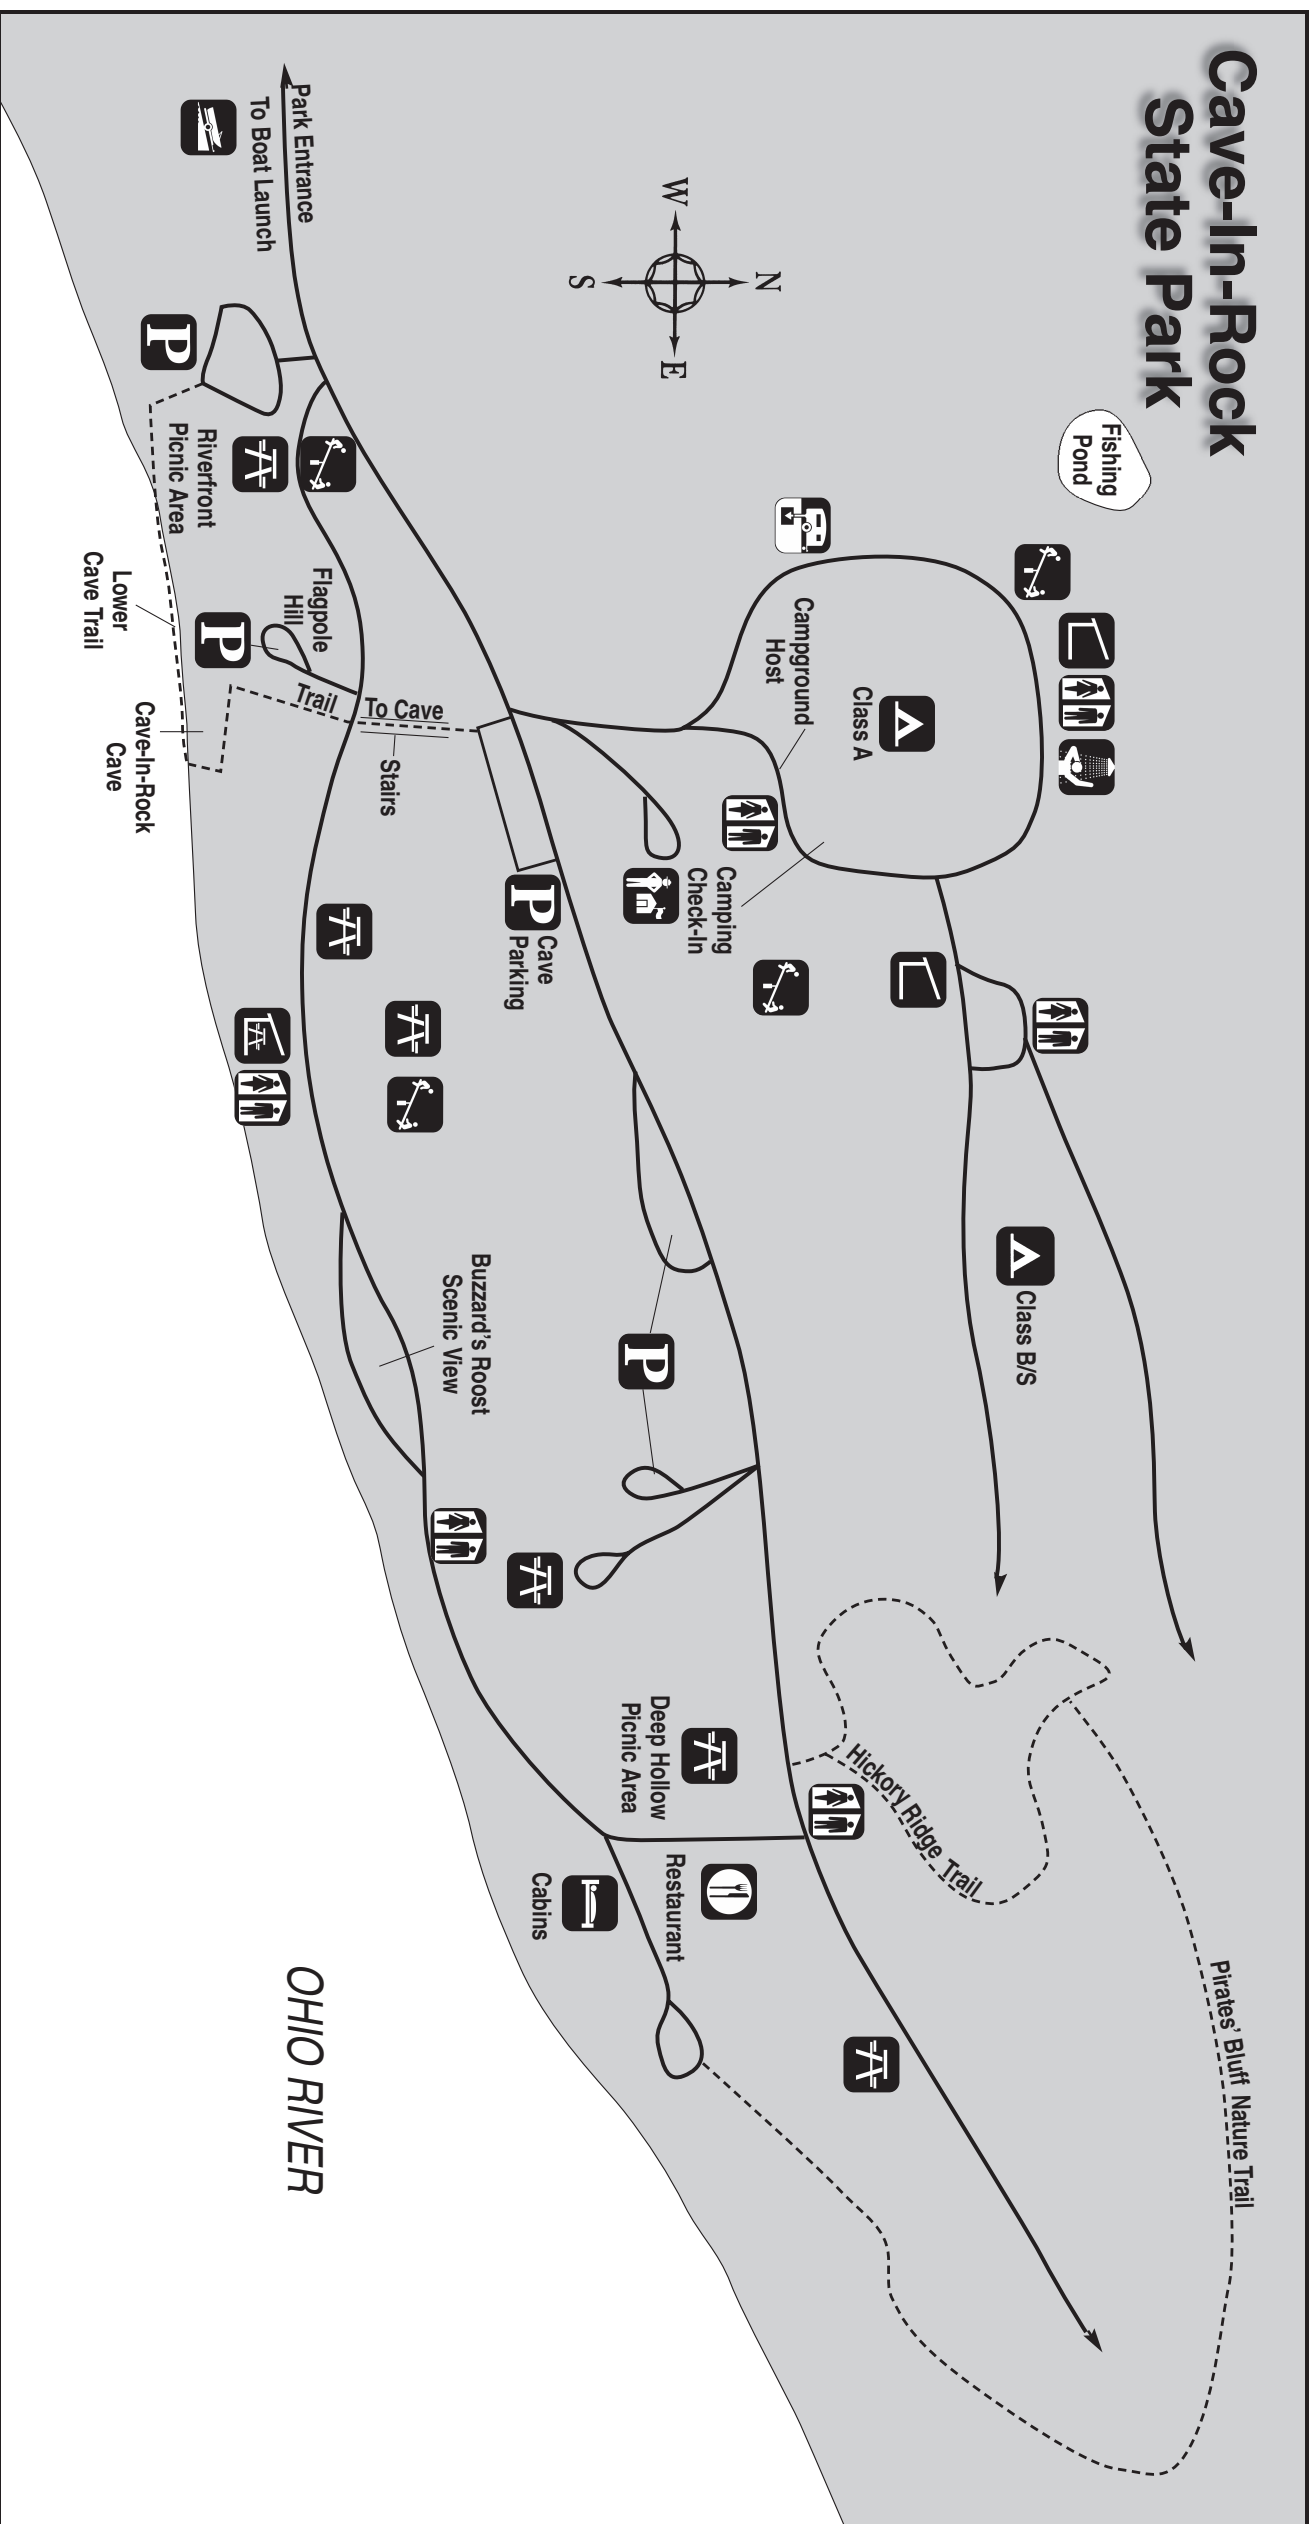 Cave-In-Rock
State Park
Fishing
Pond
N
W
E
S
Park Entrance
To Boat Launch
P
Riverfront
Picnic Area
Flagpole
Hill
P
Lower
Cave Trail
Cave-In-Rock
Cave
Trail
To Cave
Stairs
Campground
Host
Class A
Camping
Check-In
P
Cave
Parking
Class B/S
P
Buzzard's Roost
Scenic View
Deep Hollow
Picnic Area
Hickory Ridge Trail
Restaurant
Cabins
Pirates' Bluff Nature Trail
OHIO RIVER